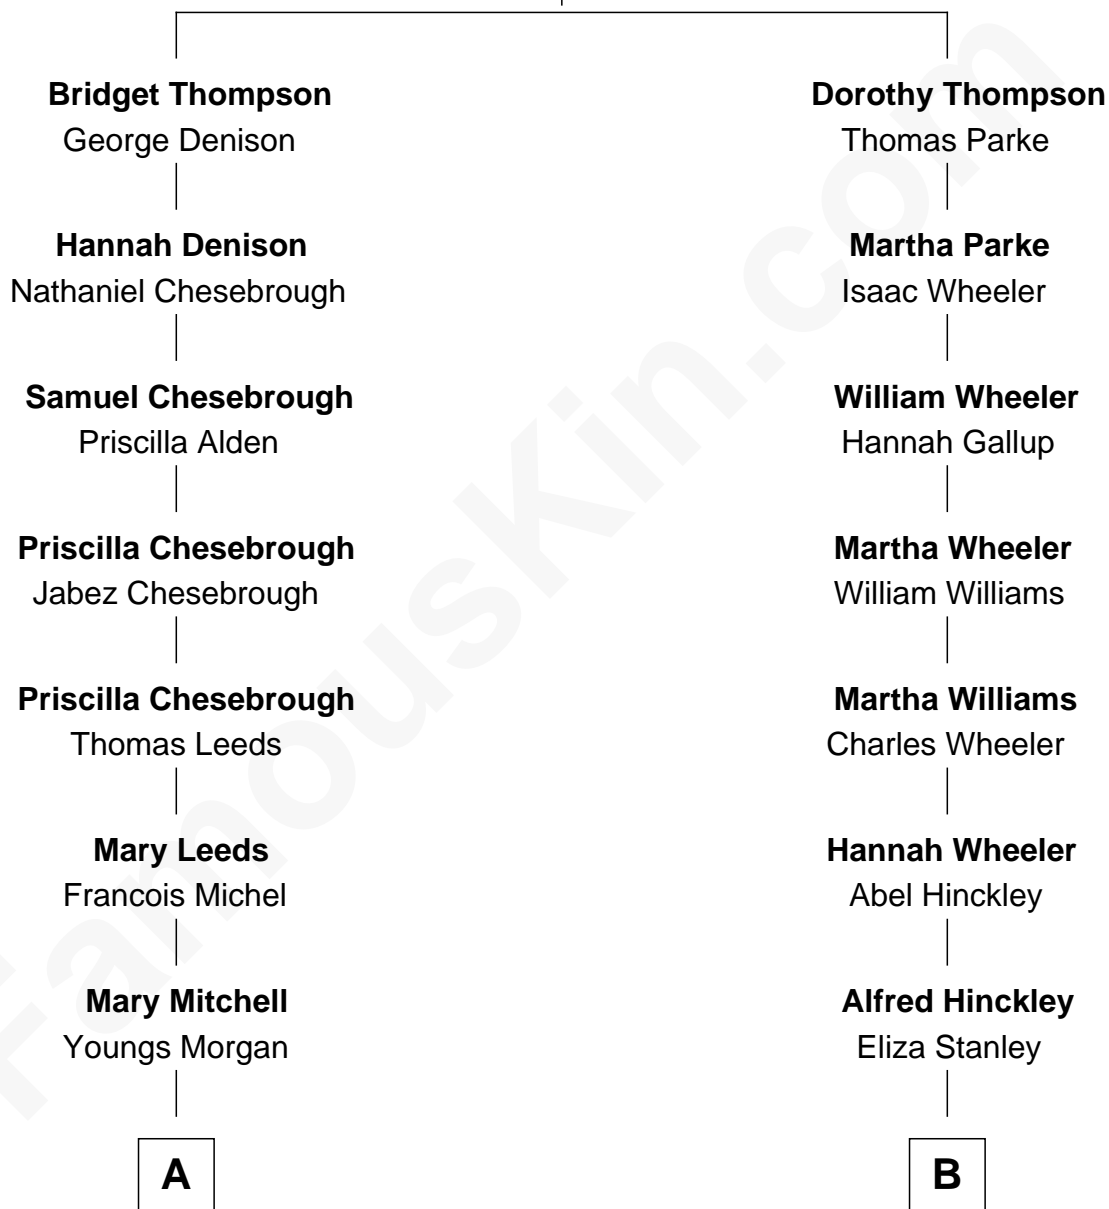 Bridget Thompson
George Denison
Hannah Denison
Nathaniel Chesebrough
Samuel Chesebrough
Priscilla Alden
Priscilla Chesebrough
Jabez Chesebrough
Priscilla Chesebrough
Thomas Leeds
Mary Leeds
Francois Michel
Mary Mitchell
Youngs Morgan
A
Dorothy Thompson
Thomas Parke
Martha Parke
Isaac Wheeler
William Wheeler
Hannah Gallup
Martha Wheeler
William Williams
Martha Williams
Charles Wheeler
Hannah Wheeler
Abel Hinckley
Alfred Hinckley
Eliza Stanley
B
FamousKin.com